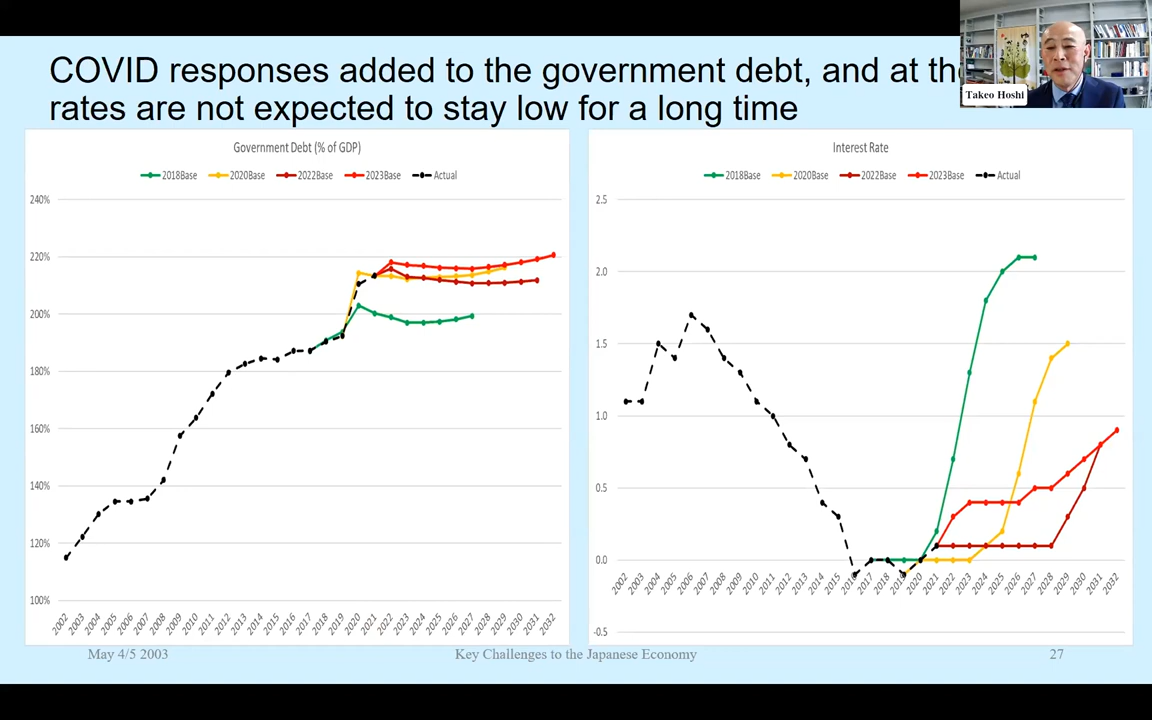 COVID responses added to the government debt, and at the
rates are not expected to stay low for a long time
Takeo Hoshi
Government Debt (% of GDP)
2018Base 2020Base 2022Base 2023Base Actual
240%
220%
200%
180%
160%
140%
120%
100%
2002 2003 2004 2005 2006 2007 2008 2009 2010 2011 2012 2013 2014 2015 2016 2017 2018 2019 2020 2021 2022 2023 2024 2025 2026 2027 2028 2029 2030 2031 2032
Interest Rate
2018Base 2020Base 2022Base 2023Base Actual
2.5
2.0
1.5
1.0
0.5
0.0
2002 2003 2004 2005 2006 2007 2008 2009 2010 2011 2012 2013 2014 2015 2016 2017 2018 2019 2020 2021 2022 2023 2024 2025 2026 2027 2028 2029 2030 2031 2032
-0.5
May 4/5 2003 Key Challenges to the Japanese Economy 27